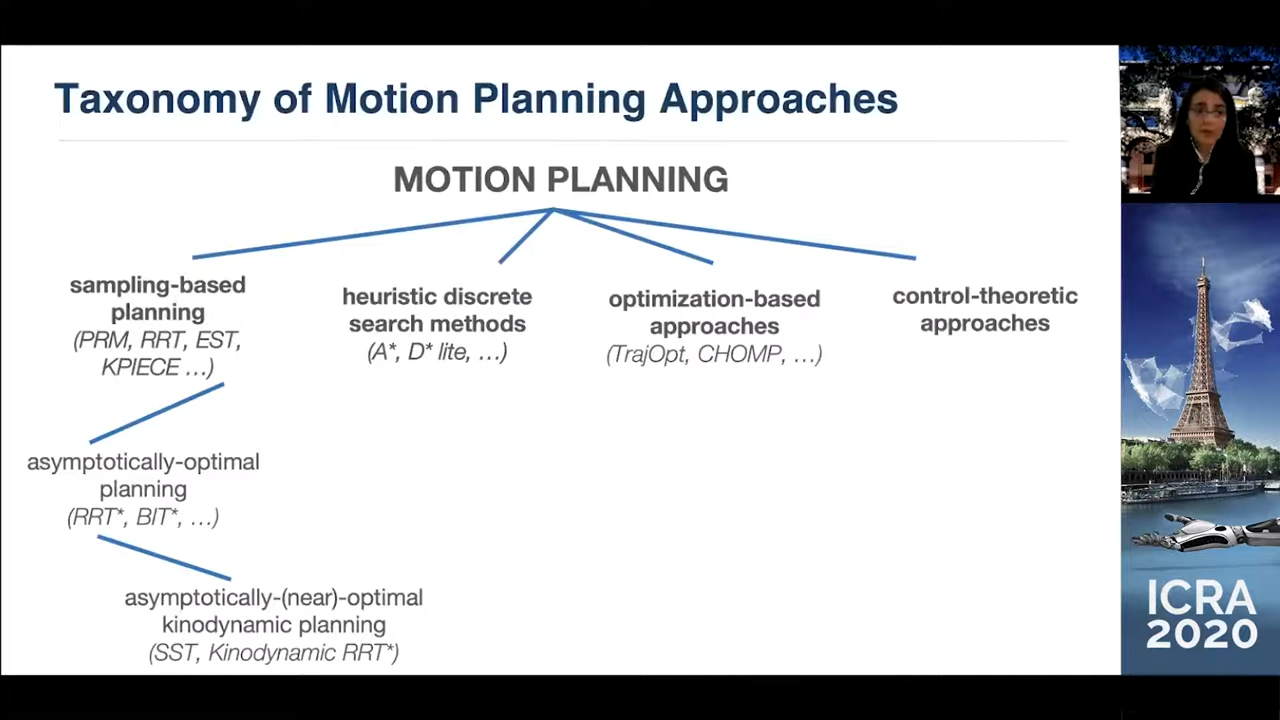 Taxonomy of Motion Planning Approaches
MOTION PLANNING
sampling-based
planning
(PRM, RRT, EST,
KPIECE …)
heuristic discrete
search methods
(A*, D* lite, …)
optimization-based
approaches
(TrajOpt, CHOMP, …)
control-theoretic
approaches
asymptotically-optimal
planning
(RRT*, BIT*, …)
asymptotically-(near)-optimal
kinodynamic planning
(SST, Kinodynamic RRT*)
ICRA
2020